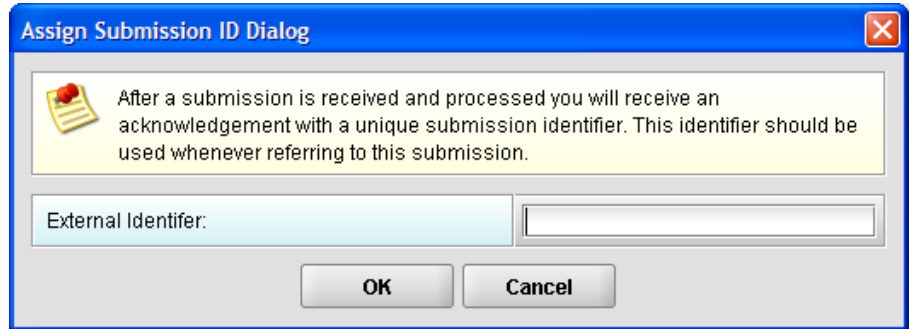 Assign Submission ID Dialog
After a submission is received and processed you will receive an
acknowledgement with a unique submission identifier. This identifier should be
used whenever referring to this submission.
External Identifer:
OK Cancel